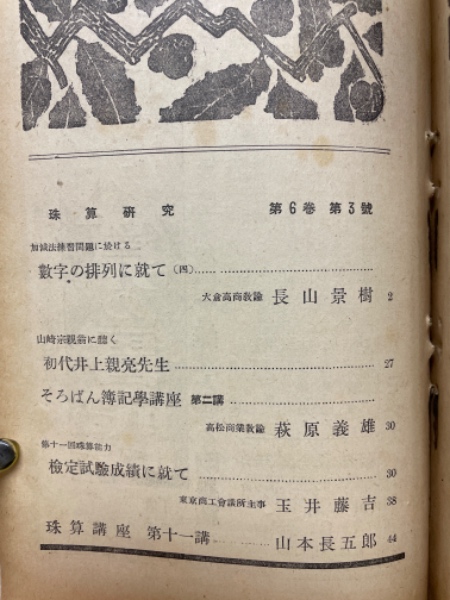 珠算研究 第6卷 第3號
加減法練習問題に於ける
數字の排列に就て (四)
大倉高商教諭 長山景樹 2
山崎宗親翁に聽く
初代井上親亮先生 27
そろばん簿記學講座 第二講
高松商業教諭 萩原義雄 30
第十一回珠算能力
檢定試驗成績に就て 30
東京商工會議所主事 玉井藤吉 38
珠算講座 第十一講 山本長五郎 44